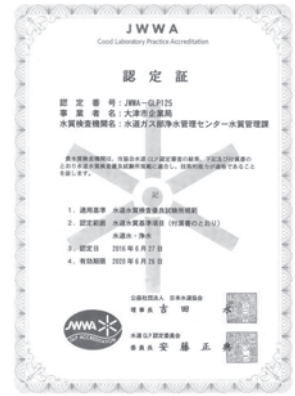 JWWA
Good Laboratory Practice Accreditation
認定証
認定番号：JWWA－GLP125
事業者名：大津市企業局
水質検査機関名：水道ガス部浄水管理センター水質管理課
記
1．適用基準　水道水質検査優良試験所規範
2．認定範囲　水道水質基準項目（付属書のとおり）
水道水・浄水
3．認定日　2016年6月27日
4．有効期限　2020年6月26日
公益社団法人　日本水道協会
理事長　吉田　永
水道GLP認定委員会
委員長　安藤正典
JWWA
GLP ACCREDITATION